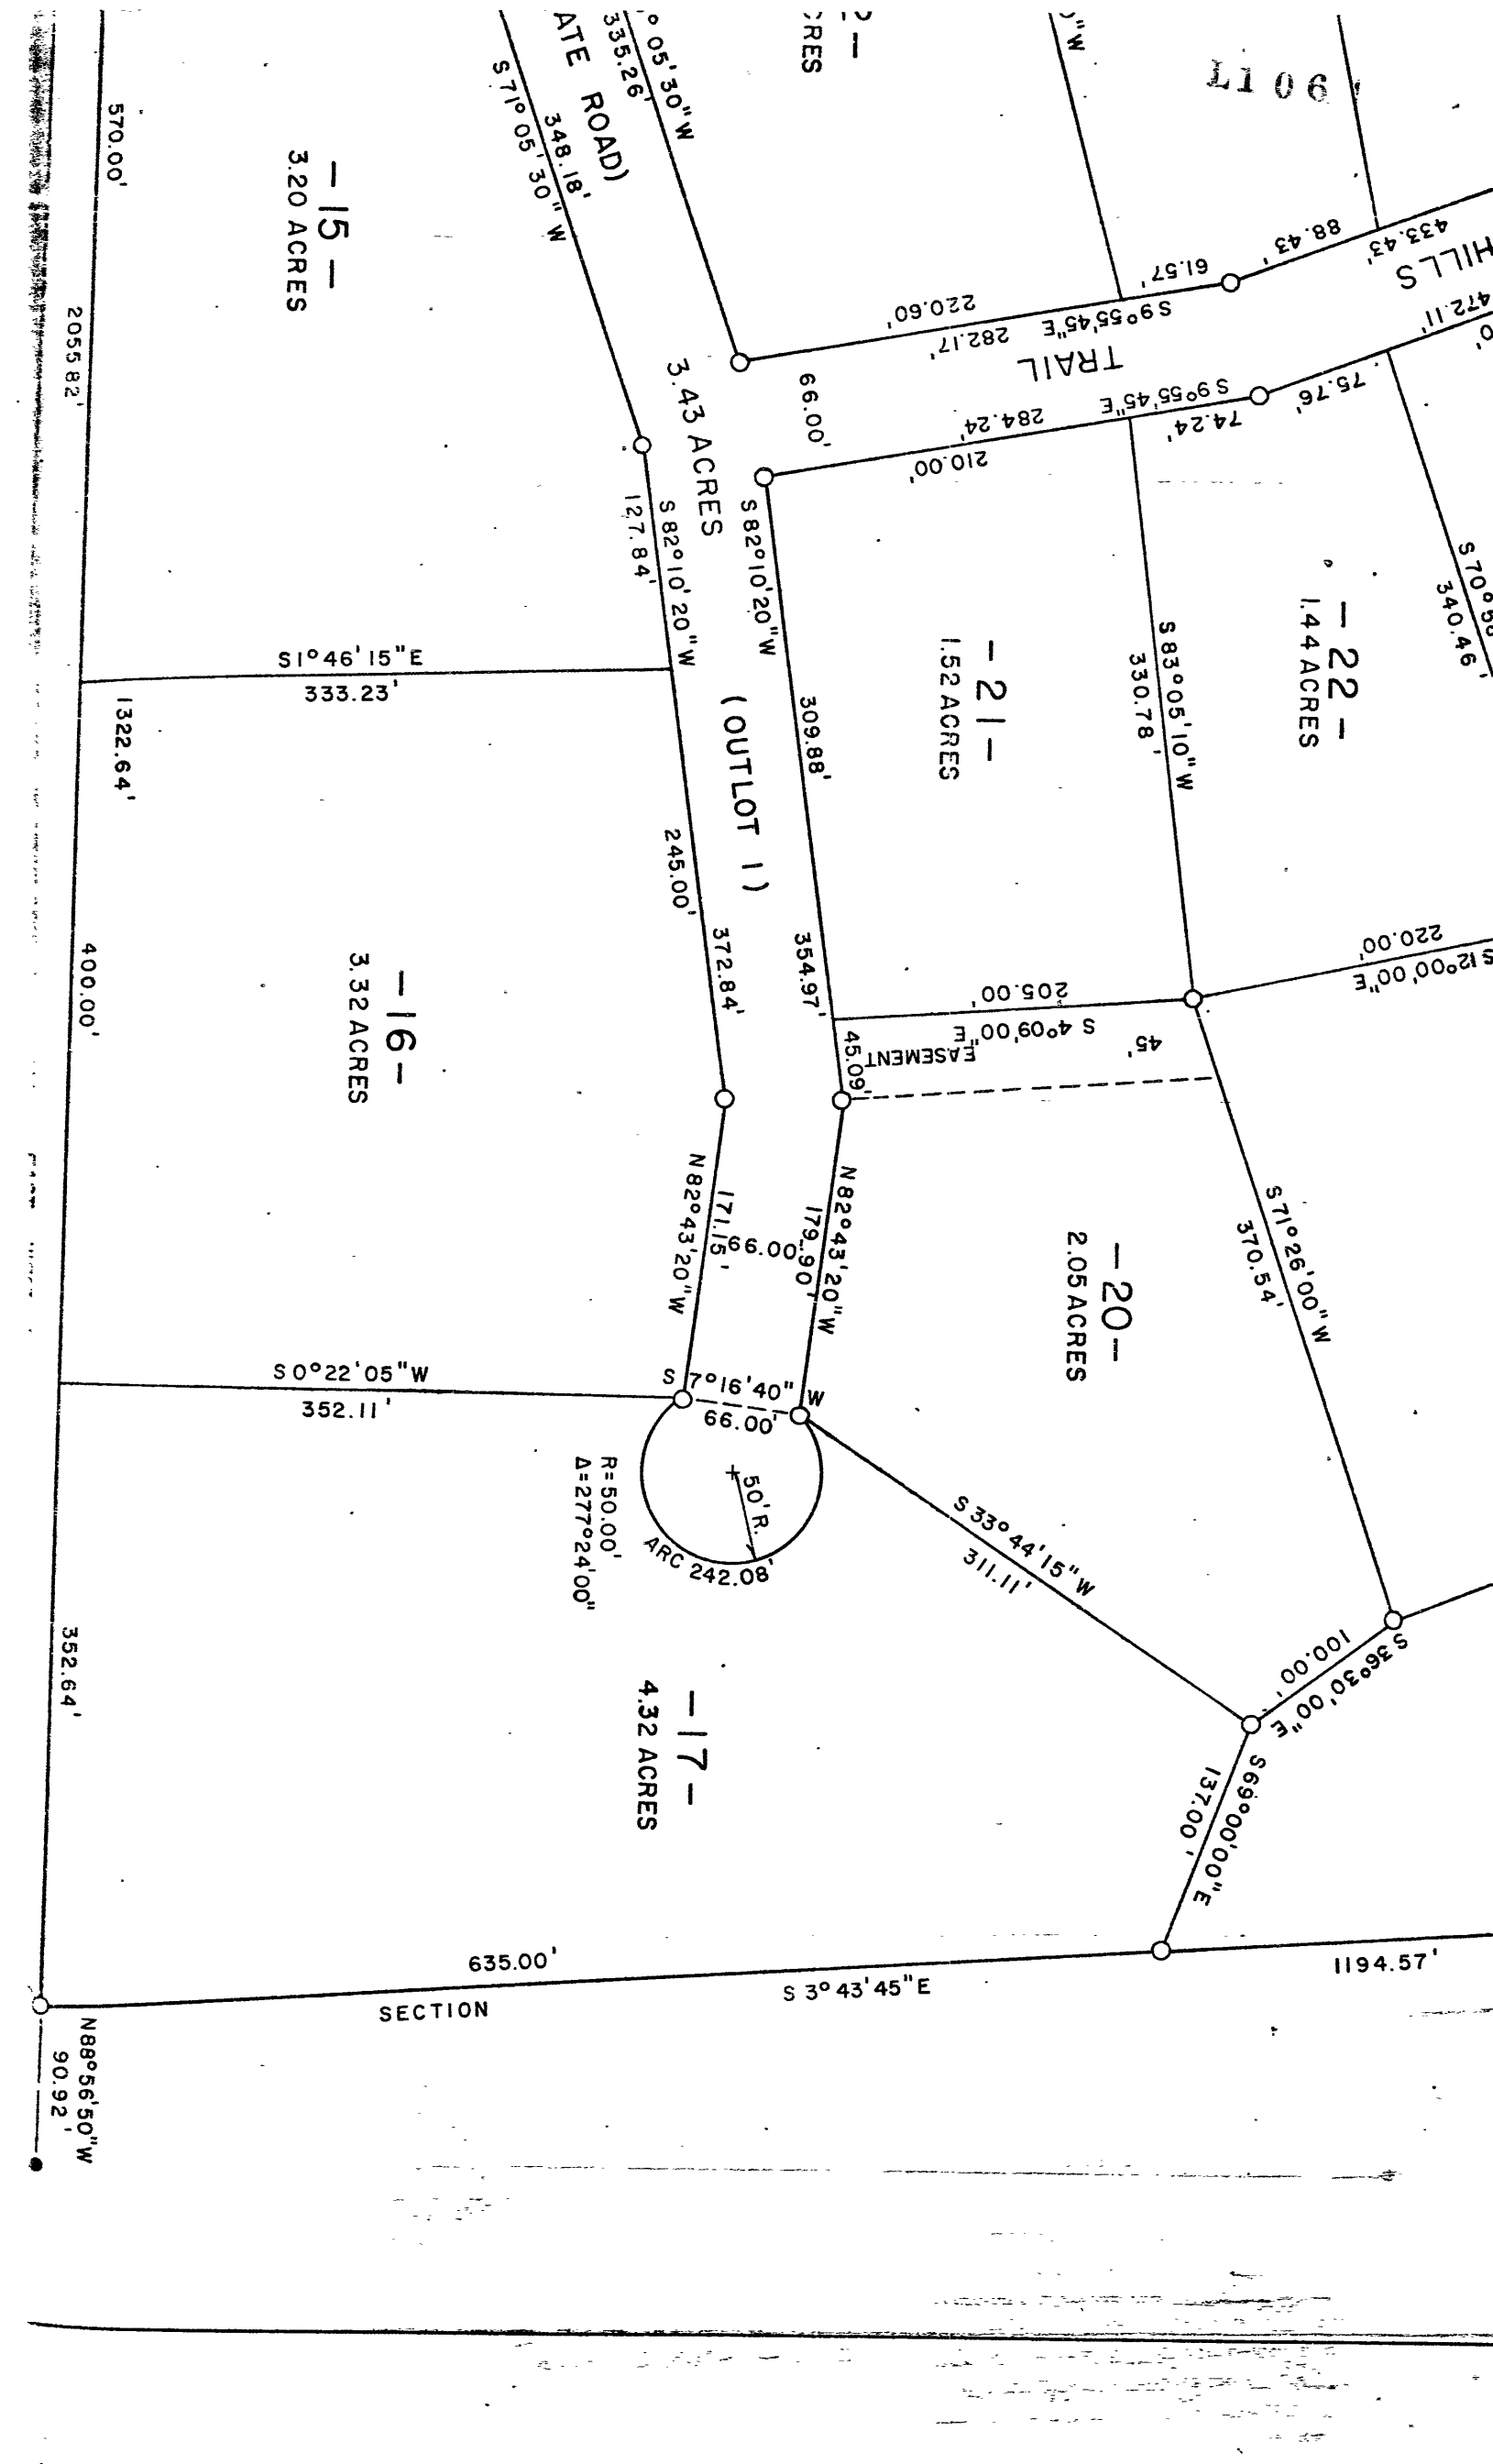 L106
RES
"W
ATE ROAD)
° 05' 30" W
335.26'
348.18'
S 71° 05' 30" W
570.00'
2055.82'
- 15 -
3.20 ACRES
HILLS
TRAIL
433.43'
88.43'
61.57'
S 9°55'45"E 282.17'
220.60'
472.11'
75.76'
S 9°55'45"E
74.24'
284.24'
210.00'
66.00'
3.43 ACRES
(OUTLOT 1)
S 82°10'20"W
127.84'
S 82°10'20"W
309.88'
354.97'
45.09'
S 1°46'15"E
333.23'
1322.64'
245.00'
372.84'
- 21 -
1.52 ACRES
S 83°05'10"W
330.78'
- 22 -
1.44 ACRES
340.46'
220.00'
S 12°00'00"E
205.00'
S 4°09'00"E
EASEMENT
45'
- 16 -
3.32 ACRES
400.00'
N 82°43'20"W
171.15'
66.00'
N 82°43'20"W
179.90'
- 20 -
2.05 ACRES
S 71°26'00"W
370.54'
S 0°22'05"W
352.11'
S 7°16'40" W
66.00'
50' R.
ARC 242.08'
R=50.00'
Δ=277°24'00"
S 33°44'15"W
311.11'
100.00'
S 36°30'00"E
S 69°00'00"E
137.00'
- 17 -
4.32 ACRES
352.64'
635.00'
S 3°43'45"E
SECTION
1194.57'
N88°56'50"W
90.92'